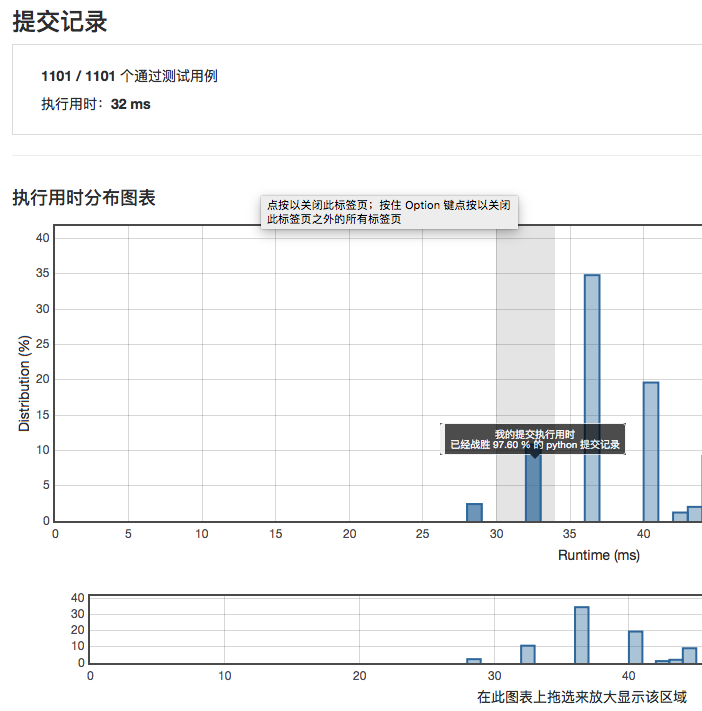 提交记录
1101 / 1101 个通过测试用例
执行用时：32 ms
执行用时分布图表
点按以关闭此标签页；按住 Option 键点按以关闭
此标签页之外的所有标签页
40
35
30
25
20
15
10
5
0
Distribution (%)
我的提交执行用时
已经战胜 97.60 % 的 python 提交记录
0 5 10 15 20 25 30 35 40
Runtime (ms)
40
30
20
10
0
0 10 20 30 40
在此图表上拖选来放大显示该区域